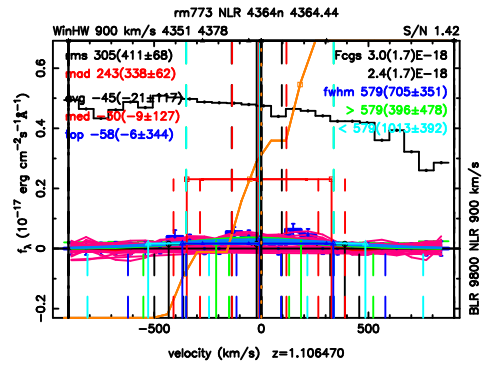 rm773 NLR 4364n 4364.44
WinHW 900 km/s 4351 4378 S/N 1.42
rms 305(411±68) Fcgs 3.0(1.7)E-18
mad 243(338±62) 2.4(1.7)E-18
avg -45(-21±117) fwhm 579(705±351)
med -50(-9±127) > 579(396±478)
top -58(-6±344) < 579(1013±392)
0.6
0.4
0.2
0
-0.2
fλ (10⁻¹⁷ erg cm⁻²s⁻¹Å⁻¹)
BLR 9800 NLR 900 km/s
-500 0 500
velocity (km/s) z=1.106470